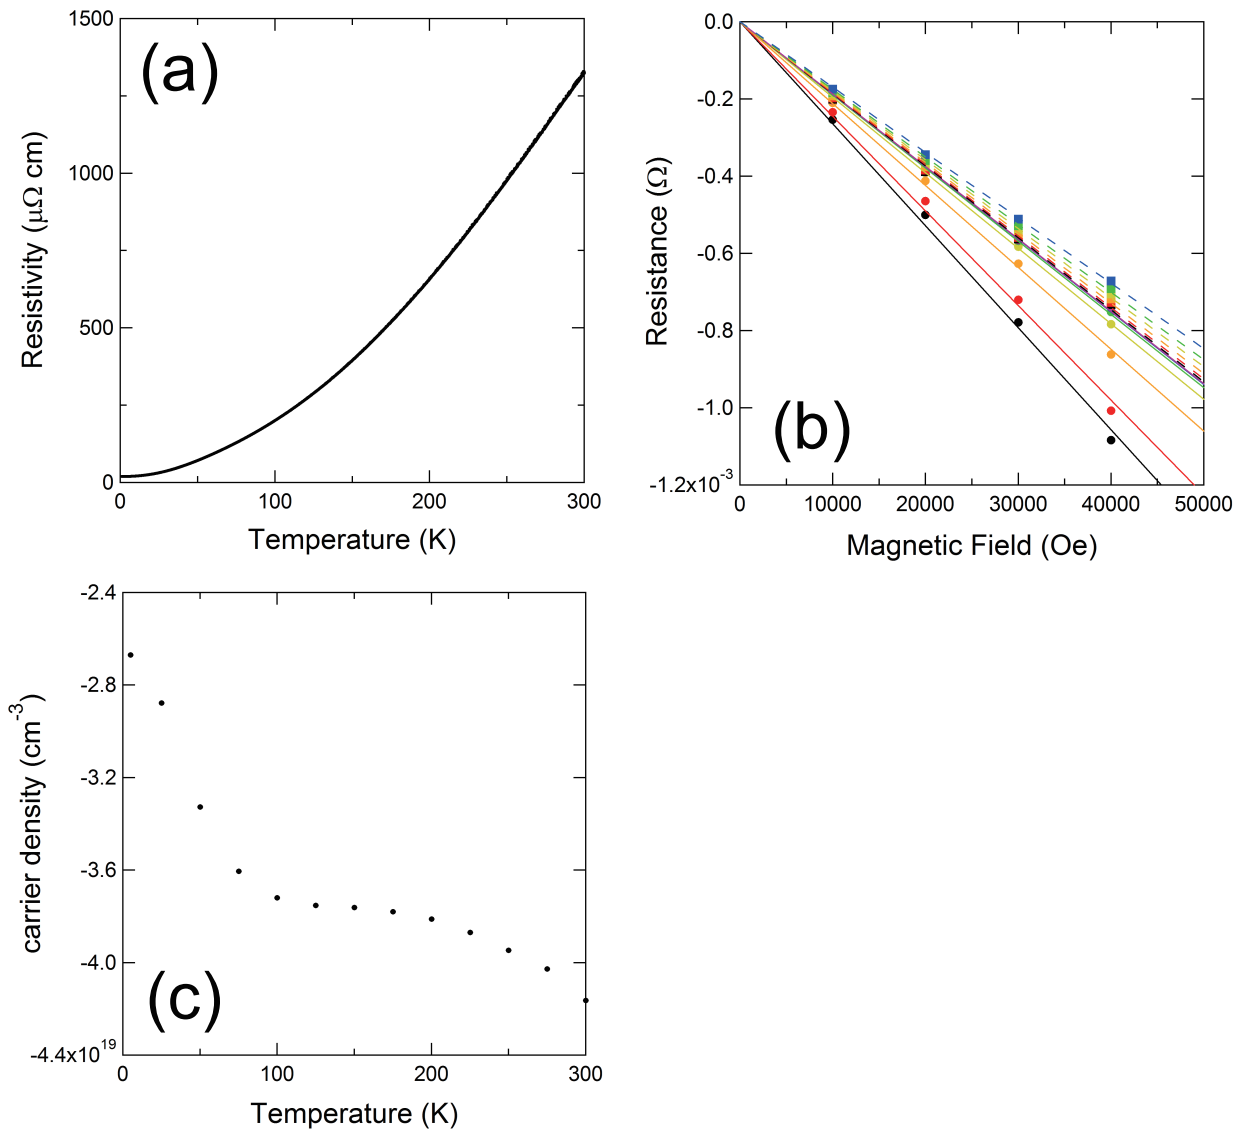 1500
1000
500
0
0
100
200
300
Resistivity (μΩ cm)
Temperature (K)
(a)
0.0
-0.2
-0.4
-0.6
-0.8
-1.0
-1.2x10⁻³
0
10000
20000
30000
40000
50000
Resistance (Ω)
Magnetic Field (Oe)
(b)
-2.4
-2.8
-3.2
-3.6
-4.0
-4.4x10¹⁹
0
100
200
300
carrier density (cm⁻³)
Temperature (K)
(c)